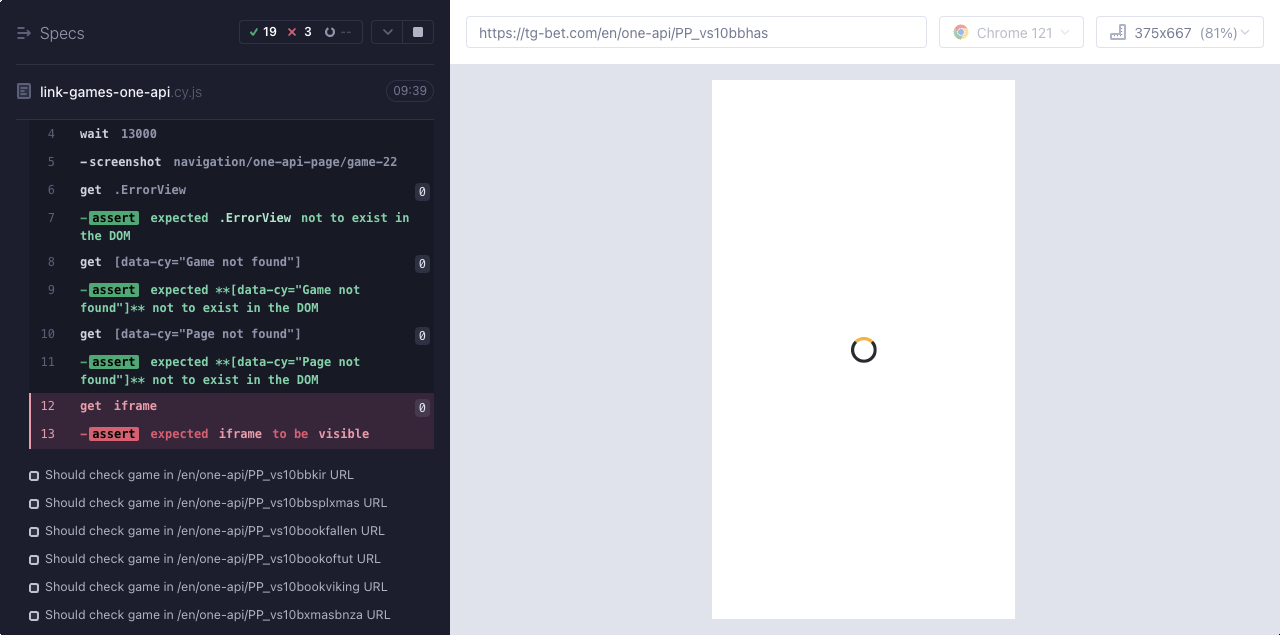 Specs
19 3 --
link-games-one-api.cy.js 09:39
4 wait 13000
5 -screenshot navigation/one-api-page/game-22
6 get .ErrorView 0
7 -assert expected .ErrorView not to exist in
the DOM
8 get [data-cy="Game not found"] 0
9 -assert expected **[data-cy="Game not
found"]** not to exist in the DOM
10 get [data-cy="Page not found"] 0
11 -assert expected **[data-cy="Page not
found"]** not to exist in the DOM
12 get iframe 0
13 -assert expected iframe to be visible
Should check game in /en/one-api/PP_vs10bbkir URL
Should check game in /en/one-api/PP_vs10bbsplxmas URL
Should check game in /en/one-api/PP_vs10bookfallen URL
Should check game in /en/one-api/PP_vs10bookoftut URL
Should check game in /en/one-api/PP_vs10bookviking URL
Should check game in /en/one-api/PP_vs10bxmasbnza URL
https://tg-bet.com/en/one-api/PP_vs10bbhas
Chrome 121
375x667 (81%)